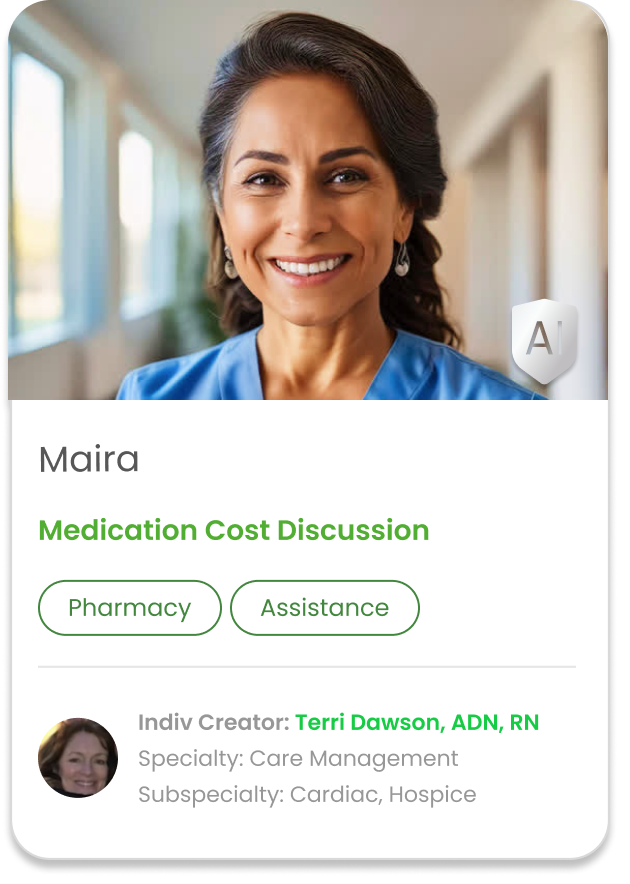 AI
Maira
Medication Cost Discussion
Pharmacy
Assistance
Indiv Creator: Terri Dawson, ADN, RN
Specialty: Care Management
Subspecialty: Cardiac, Hospice